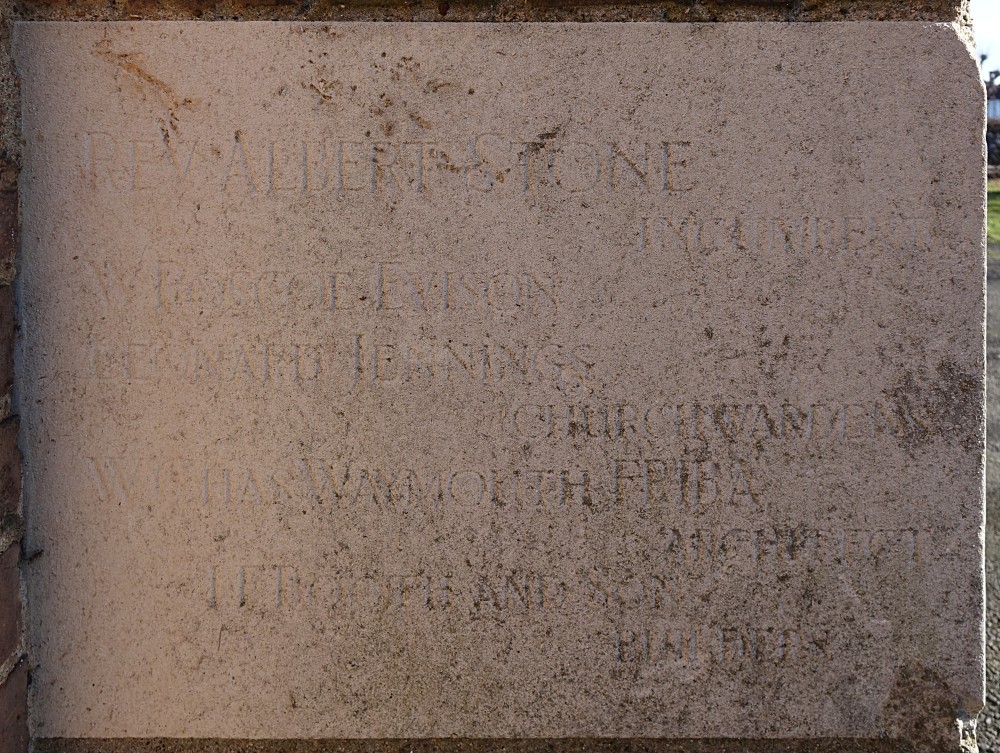 REV ALBERT STONE
INCUMBENT
W ROSCOE EVISON
LEONARD JENNINGS
CHURCHWARDENS
W CHAS WAYMOUTH FRIBA
ARCHITECT
BOOTH AND SON
BUILDERS